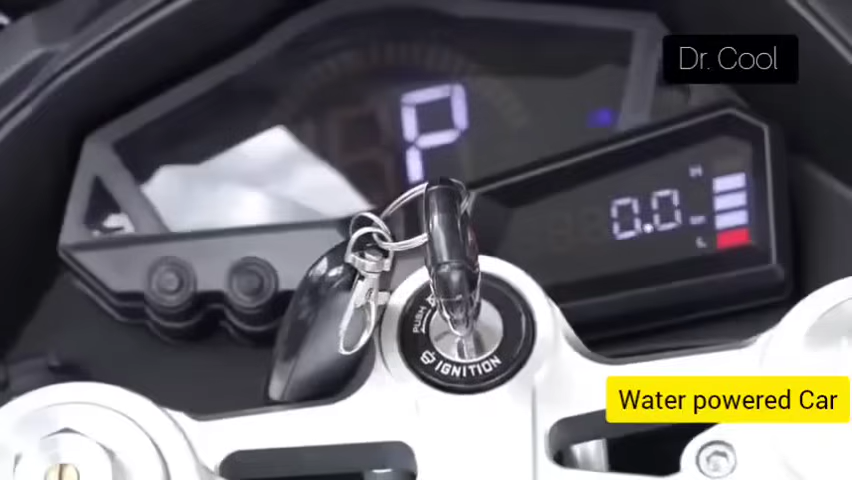 Dr. Cool
P
0.0
PUSH
IGNITION
Water powered Car